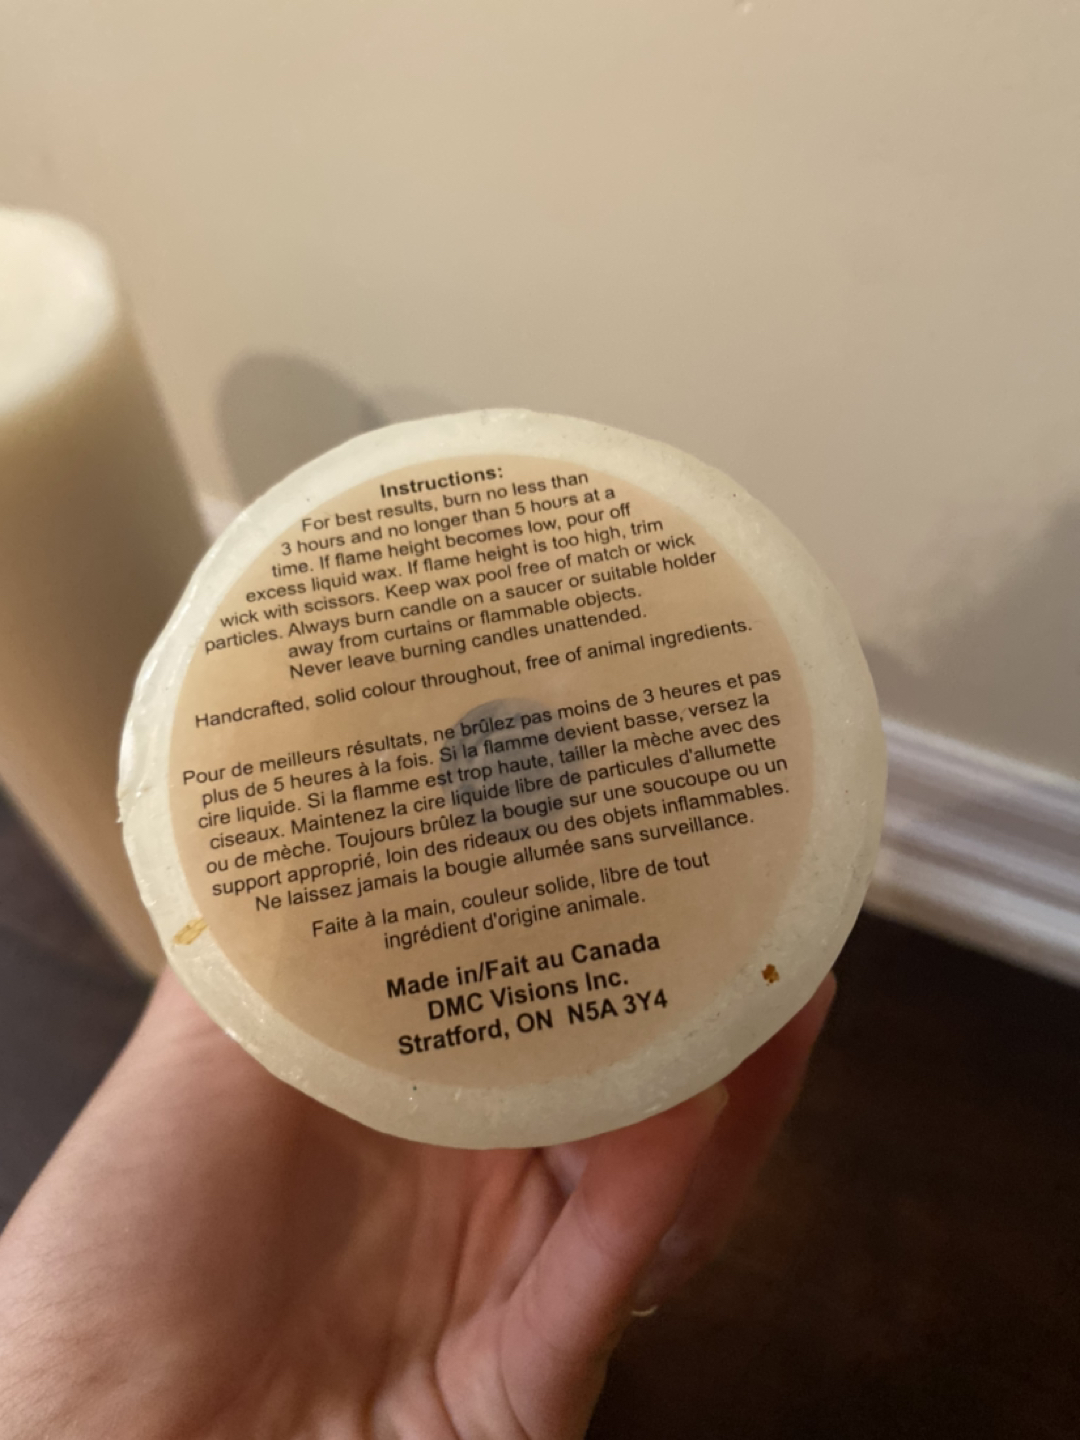 Instructions:
For best results, burn no less than
3 hours and no longer than 5 hours at a
time. If flame height becomes low, pour off
excess liquid wax. If flame height is too high, trim
wick with scissors. Keep wax pool free of match or wick
particles. Always burn candle on a saucer or suitable holder
away from curtains or flammable objects.
Never leave burning candles unattended.
Handcrafted, solid colour throughout, free of animal ingredients.
Pour de meilleurs résultats, ne brûlez pas moins de 3 heures et pas
plus de 5 heures à la fois. Si la flamme devient basse, versez la
cire liquide. Si la flamme est trop haute, tailler la mèche avec des
ciseaux. Maintenez la cire liquide libre de particules d'allumette
ou de mèche. Toujours brûlez la bougie sur une soucoupe ou un
support approprié, loin des rideaux ou des objets inflammables.
Ne laissez jamais la bougie allumée sans surveillance.
Faite à la main, couleur solide, libre de tout
ingrédient d'origine animale.
Made in/Fait au Canada
DMC Visions Inc.
Stratford, ON N5A 3Y4